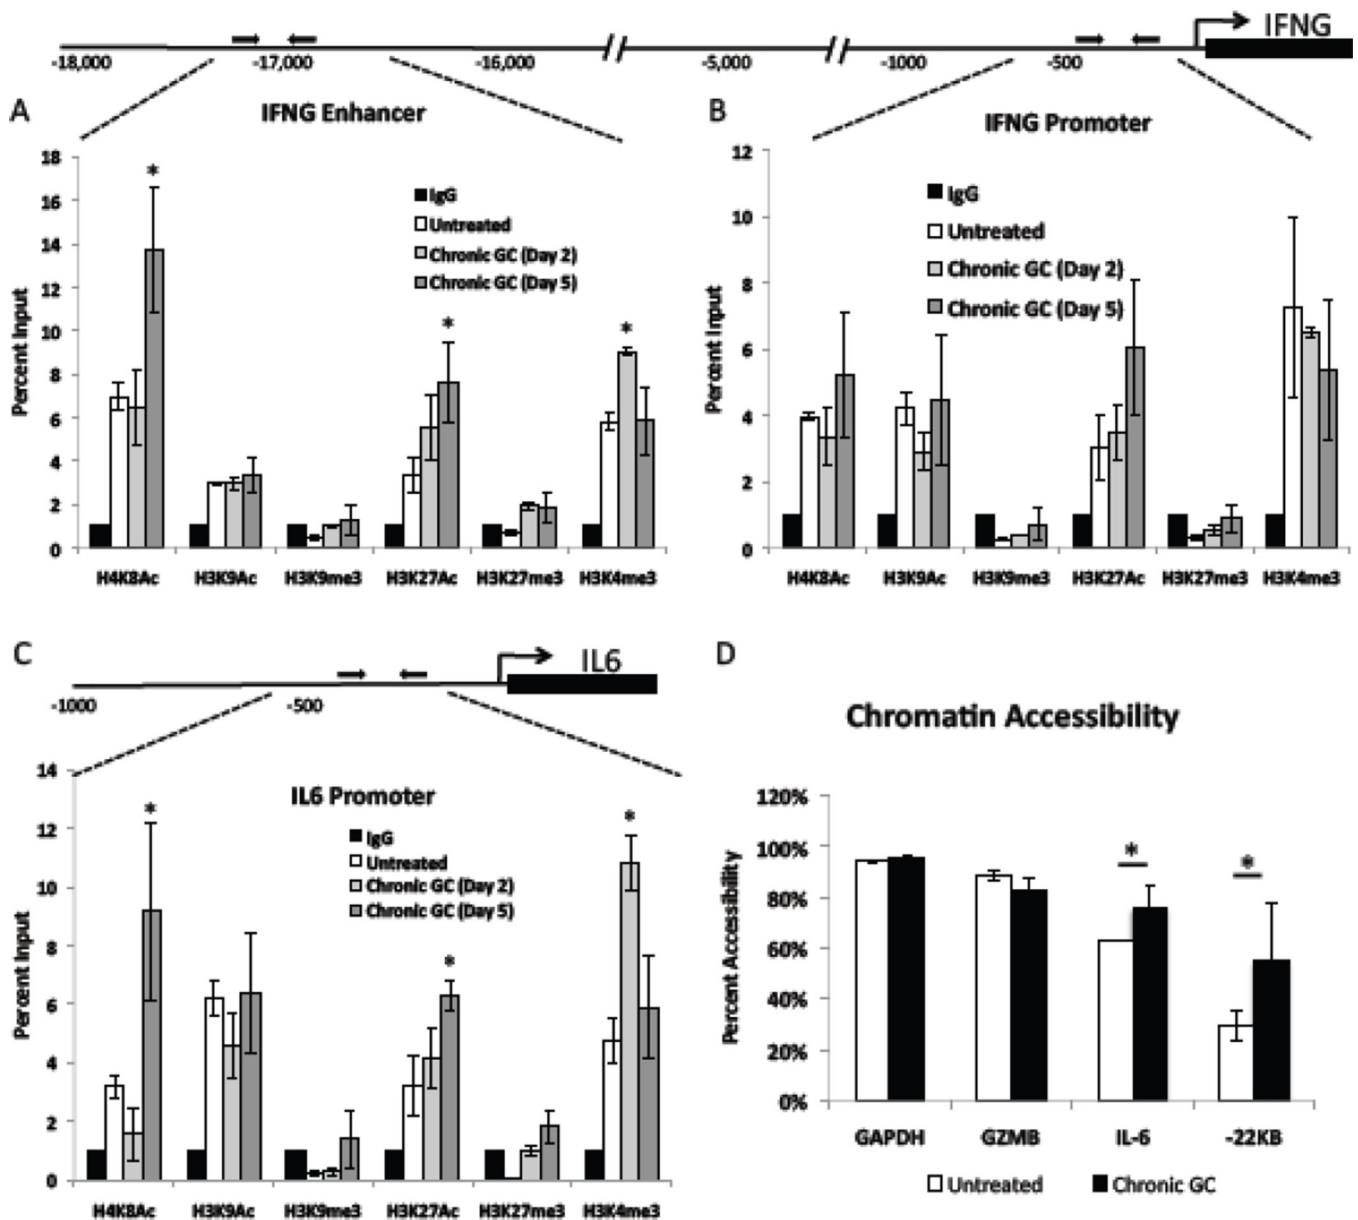 IFNG
-18,000 -17,000 -16,000 -5,000 -1000 -500
A
IFNG Enhancer
18
16
14
12
10
8
6
4
2
0
Percent Input
*
*
*
IgG
Untreated
Chronic GC (Day 2)
Chronic GC (Day 5)
H4K8Ac H3K9Ac H3K9me3 H3K27Ac H3K27me3 H3K4me3
B
IFNG Promoter
12
10
8
6
4
2
0
Percent Input
IgG
Untreated
Chronic GC (Day 2)
Chronic GC (Day 5)
H4K8Ac H3K9Ac H3K9me3 H3K27Ac H3K27me3 H3K4me3
C
IL6
-1000 -500
IL6 Promoter
14
12
10
8
6
4
2
0
Percent Input
*
*
*
IgG
Untreated
Chronic GC (Day 2)
Chronic GC (Day 5)
H4K8Ac H3K9Ac H3K9me3 H3K27Ac H3K27me3 H3K4me3
D
Chromatin Accessibility
120%
100%
80%
60%
40%
20%
0%
Percent Accessibility
*
*
GAPDH GZMB IL-6 -22KB
Untreated Chronic GC